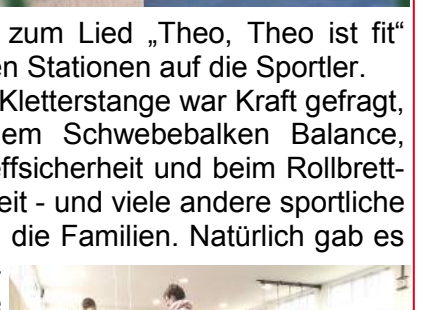 zum Lied „Theo, Theo ist fit“
en Stationen auf die Sportler.
Kletterstange war Kraft gefragt,
em Schwebebalken Balance,
effsicherheit und beim Rollbrett-
eit - und viele andere sportliche
die Familien. Natürlich gab es